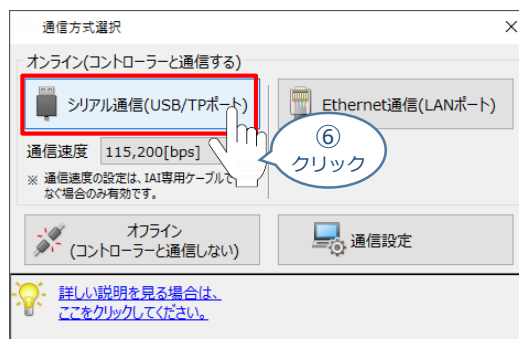 通信方式選択
オンライン(コントローラーと通信する)
シリアル通信(USB/TPポート)
Ethernet通信(LANポート)
⑥
クリック
通信速度 115,200[bps]
※ 通信速度の設定は、IAI専用ケーブルで
なぐ場合のみ有効です。
オフライン
(コントローラーと通信しない)
通信設定
詳しい説明を見る場合は、
ここをクリックしてください。